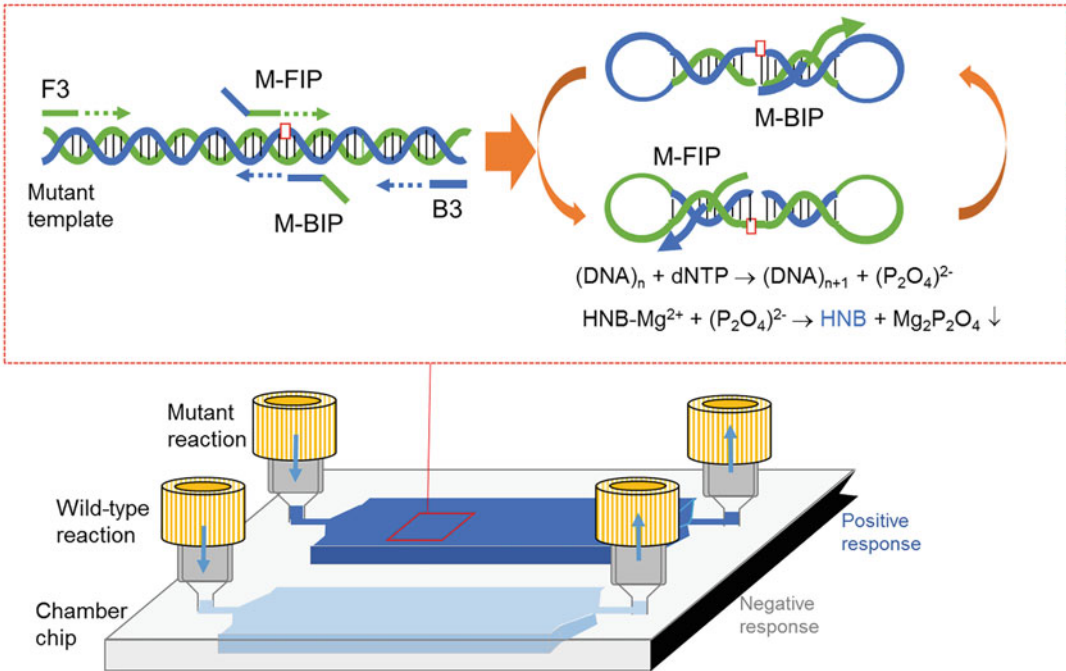 F3
M-FIP
Mutant
template
M-BIP
B3
M-BIP
M-FIP
(DNA)ₙ + dNTP → (DNA)ₙ₊₁ + (P₂O₄)²⁻
HNB-Mg²⁺ + (P₂O₄)²⁻ → HNB + Mg₂P₂O₄ ↓
Mutant
reaction
Wild-type
reaction
Chamber
chip
Positive
response
Negative
response